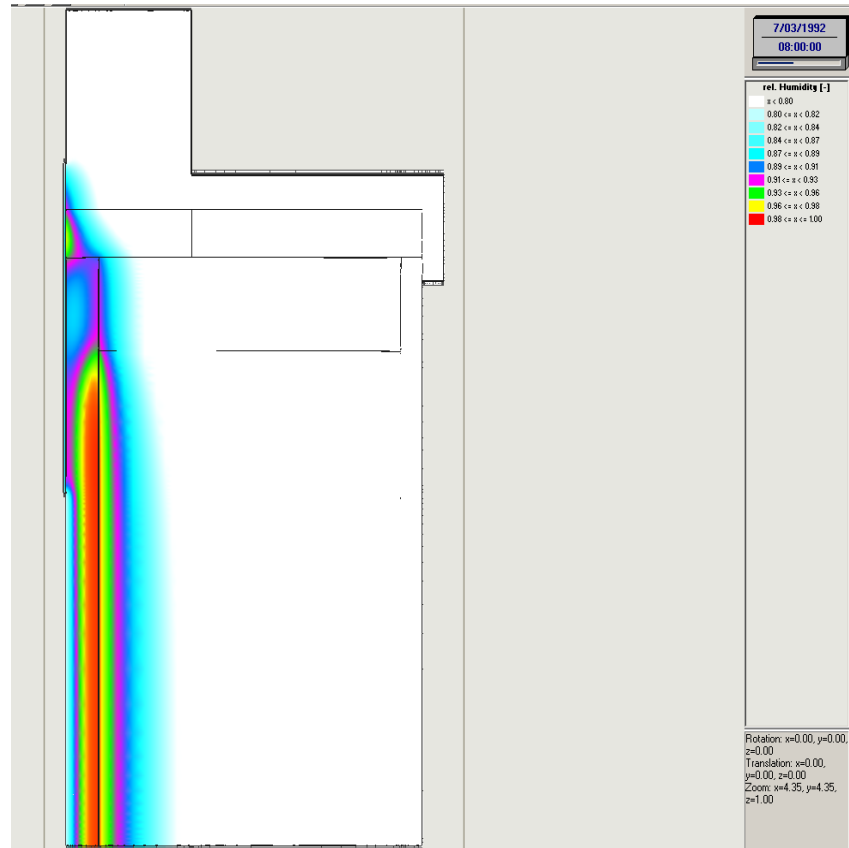 7/03/1992
08:00:00
rel. Humidity [-]
x < 0.80
0.80 <= x < 0.82
0.82 <= x < 0.84
0.84 <= x < 0.87
0.87 <= x < 0.89
0.89 <= x < 0.91
0.91 <= x < 0.93
0.93 <= x < 0.96
0.96 <= x < 0.98
0.98 <= x <= 1.00
Rotation: x=0.00, y=0.00,
z=0.00
Translation: x=0.00,
y=0.00, z=0.00
Zoom: x=4.35, y=4.35,
z=1.00